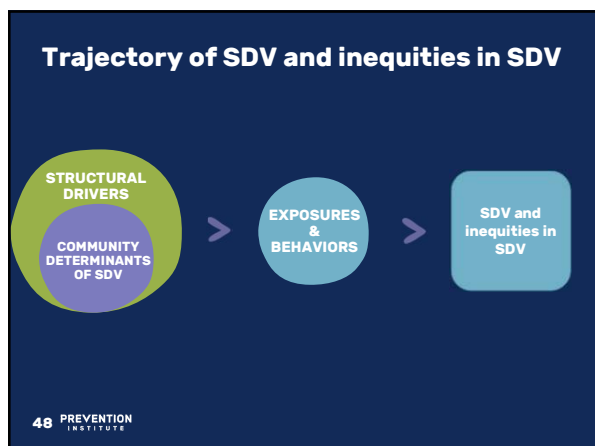 Trajectory of SDV and inequities in SDV
STRUCTURAL
DRIVERS
COMMUNITY
DETERMINANTS
OF SDV
>
EXPOSURES
&
BEHAVIORS
>
SDV and
inequities in
SDV
48 PREVENTION
INSTITUTE